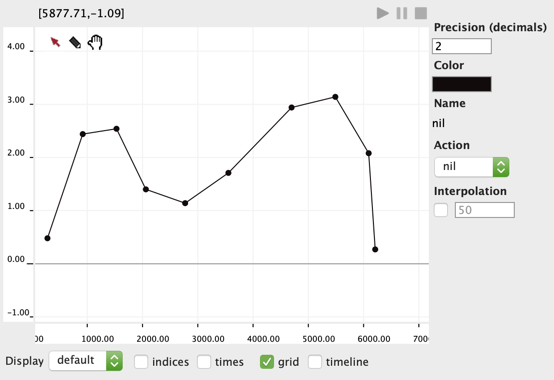 [5877.71,-1.09]
Precision (decimals)
2
Color
Name
nil
Action
nil
Interpolation
50
4.00
3.00
2.00
1.00
0.00
-1.00
00 1000.00 2000.00 3000.00 4000.00 5000.00 6000.00 700
Display default indices times grid timeline